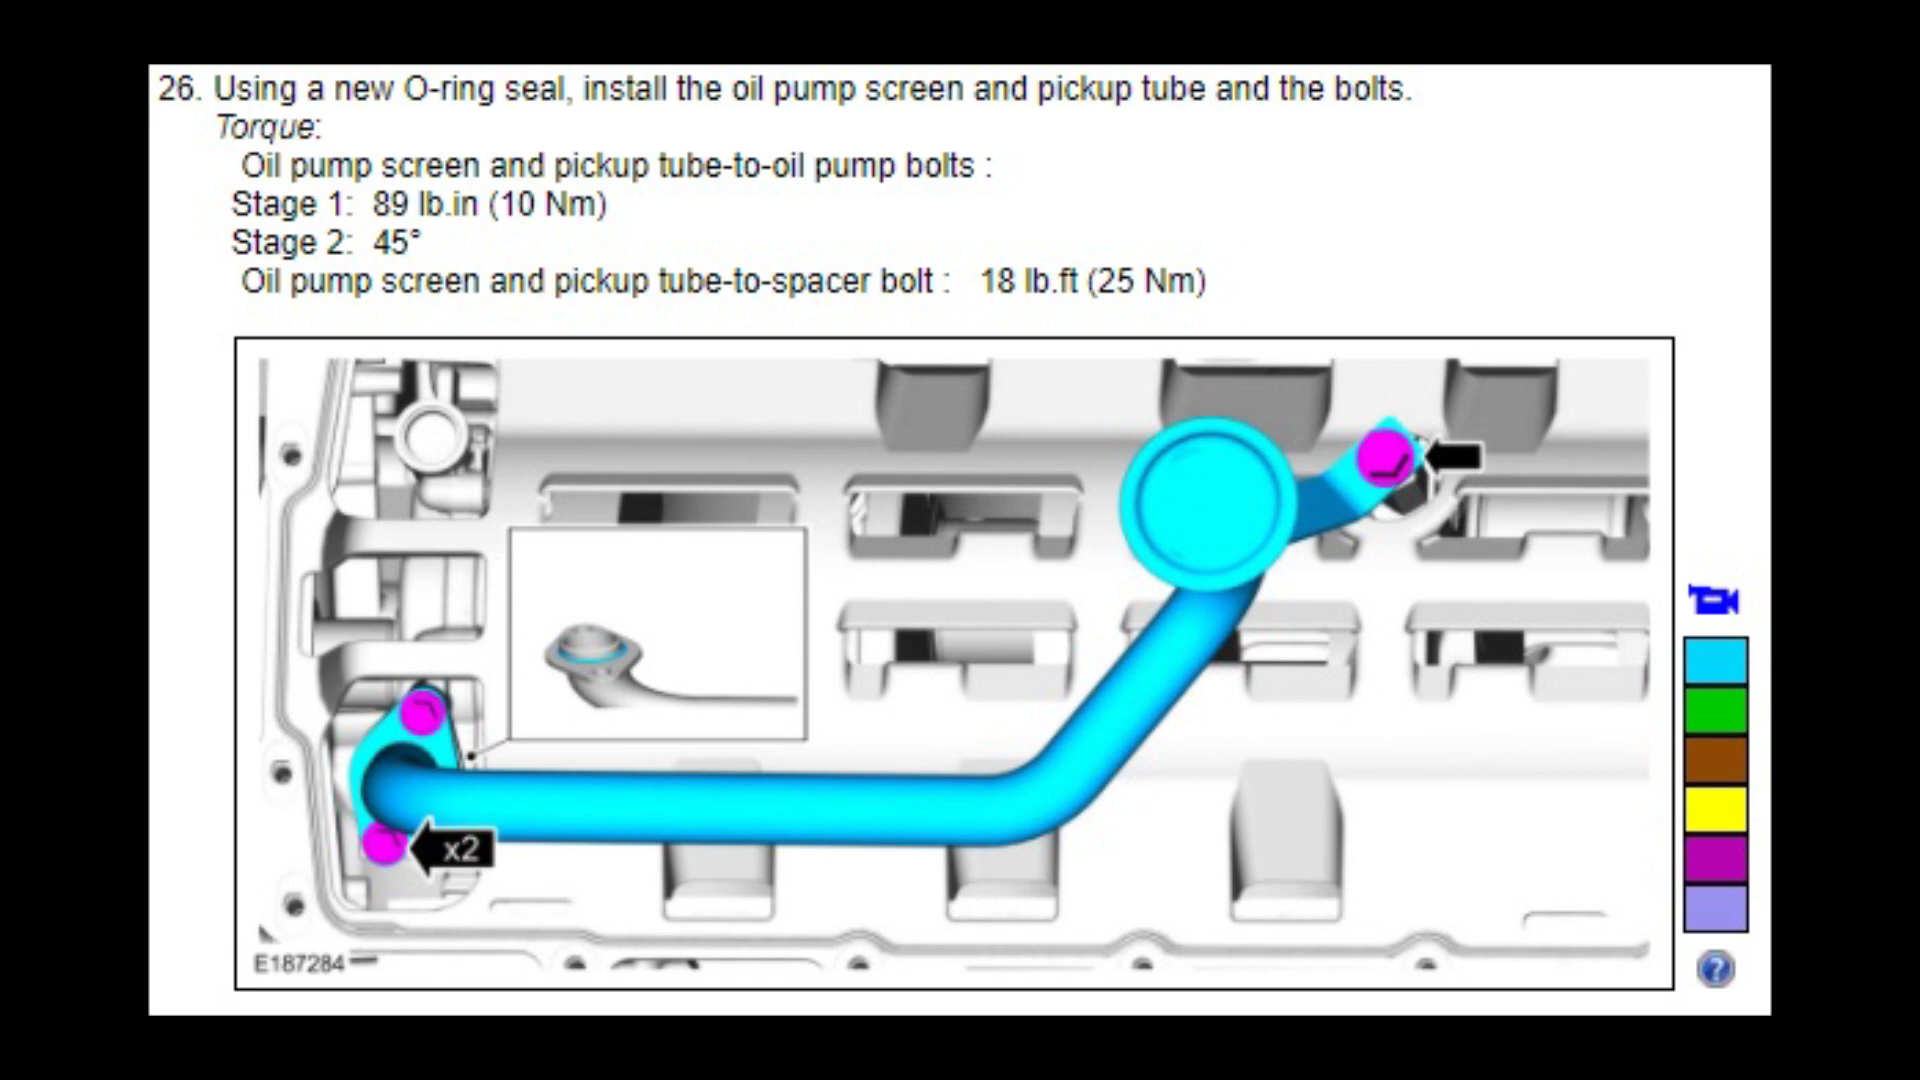 26. Using a new O-ring seal, install the oil pump screen and pickup tube and the bolts.
Torque:
Oil pump screen and pickup tube-to-oil pump bolts :
Stage 1: 89 lb.in (10 Nm)
Stage 2: 45°
Oil pump screen and pickup tube-to-spacer bolt : 18 lb.ft (25 Nm)
x2
E187284
?